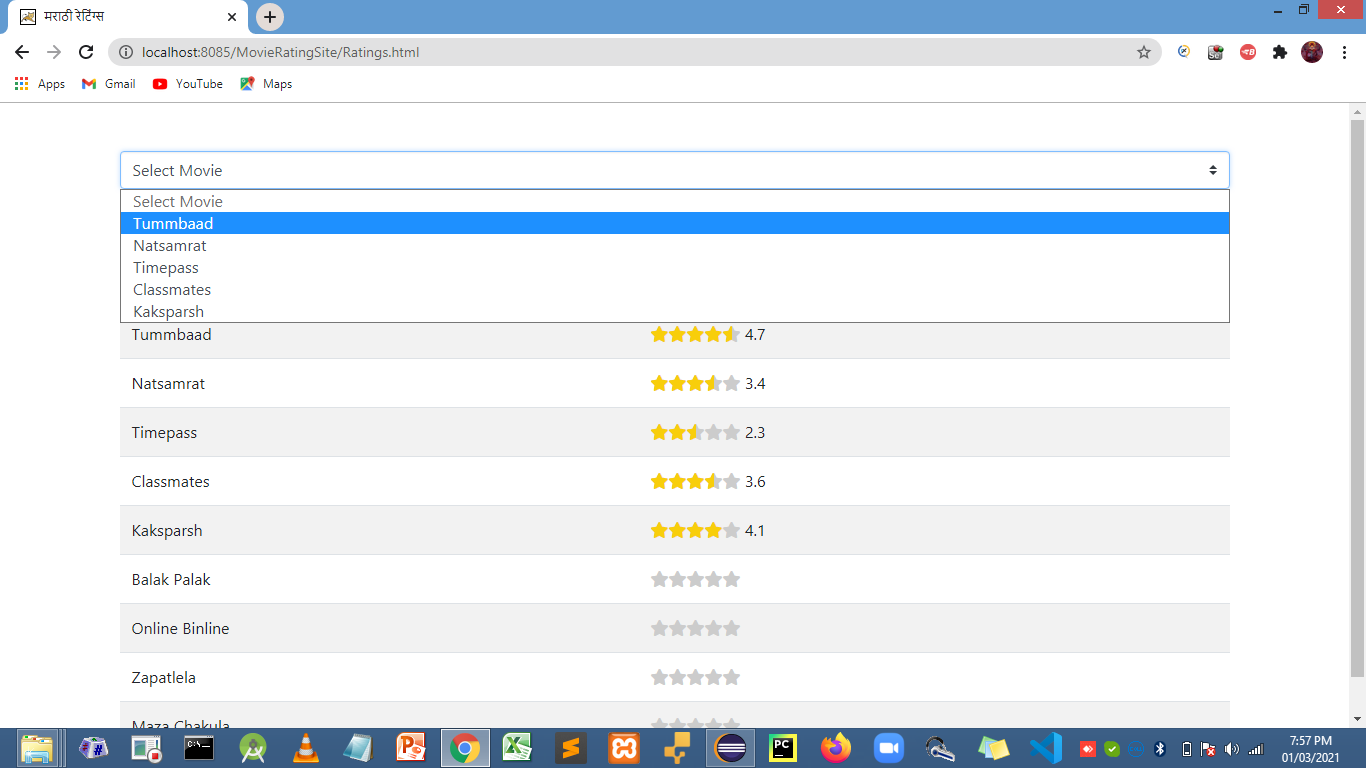 मराठी रेटिंग्स
localhost:8085/MovieRatingSite/Ratings.html
Apps Gmail YouTube Maps
Select Movie
Select Movie
Tummbaad
Natsamrat
Timepass
Classmates
Kaksparsh
Tummbaad 4.7
Natsamrat 3.4
Timepass 2.3
Classmates 3.6
Kaksparsh 4.1
Balak Palak
Online Binline
Zapatlela
Maza Chakula
7:57 PM
01/03/2021